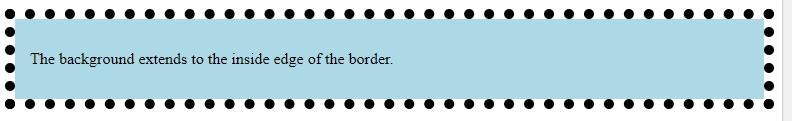 The background extends to the inside edge of the border.